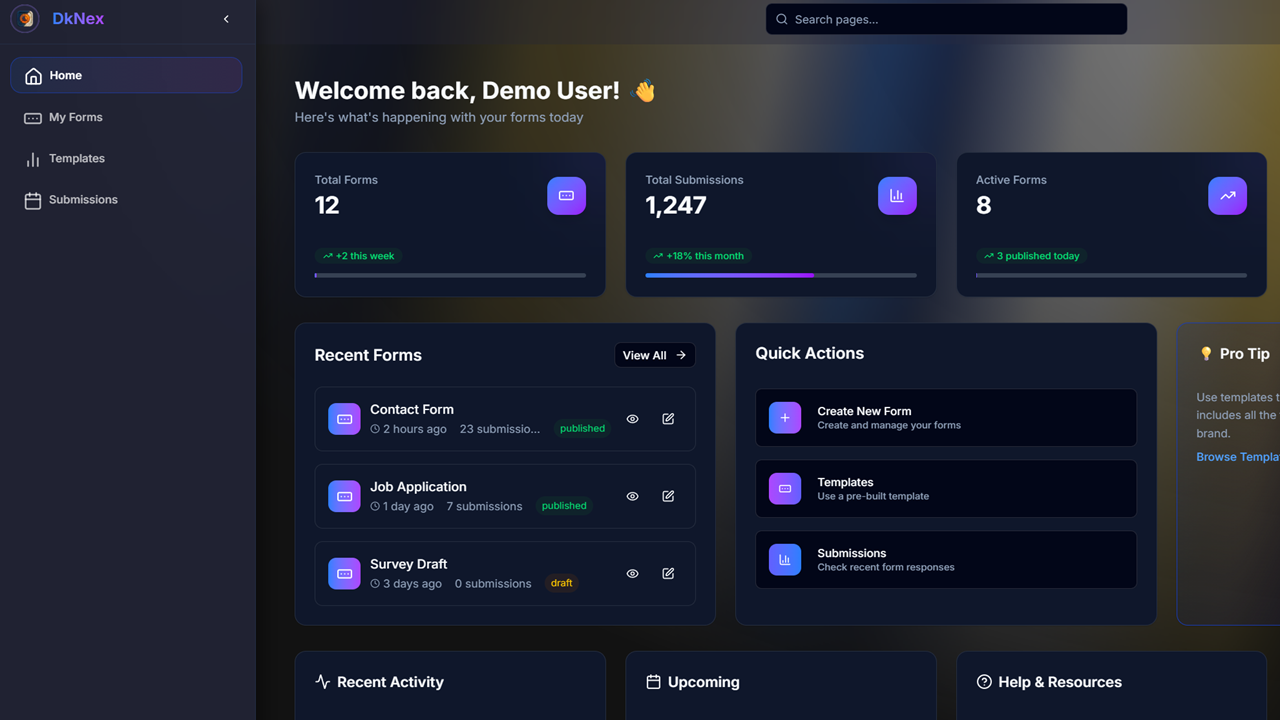 DkNex
Search pages...
Home
My Forms
Templates
Submissions
Welcome back, Demo User! 👋
Here's what's happening with your forms today
Total Forms
12
+2 this week
Total Submissions
1,247
+18% this month
Active Forms
8
3 published today
Recent Forms
View All
Contact Form
2 hours ago 23 submissio... published
Job Application
1 day ago 7 submissions published
Survey Draft
3 days ago 0 submissions draft
Quick Actions
Create New Form
Create and manage your forms
Templates
Use a pre-built template
Submissions
Check recent form responses
💡 Pro Tip
Use templates t
includes all the
brand.
Browse Templa
Recent Activity
Upcoming
Help & Resources